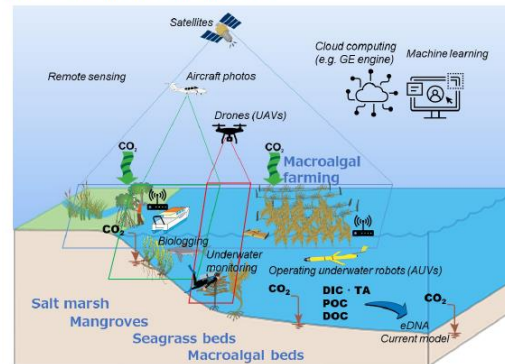 Satellites
Cloud computing
(e.g. GE engine)
Machine learning
Remote sensing
Aircraft photos
Drones (UAVs)
CO₂
CO₂
Macroalgal
farming
CO₂
Biologging
Underwater
monitoring
Operating underwater robots (AUVs)
CO₂
DIC · TA
POC
DOC
CO₂
eDNA
Current model
Salt marsh
Mangroves
Seagrass beds
Macroalgal beds